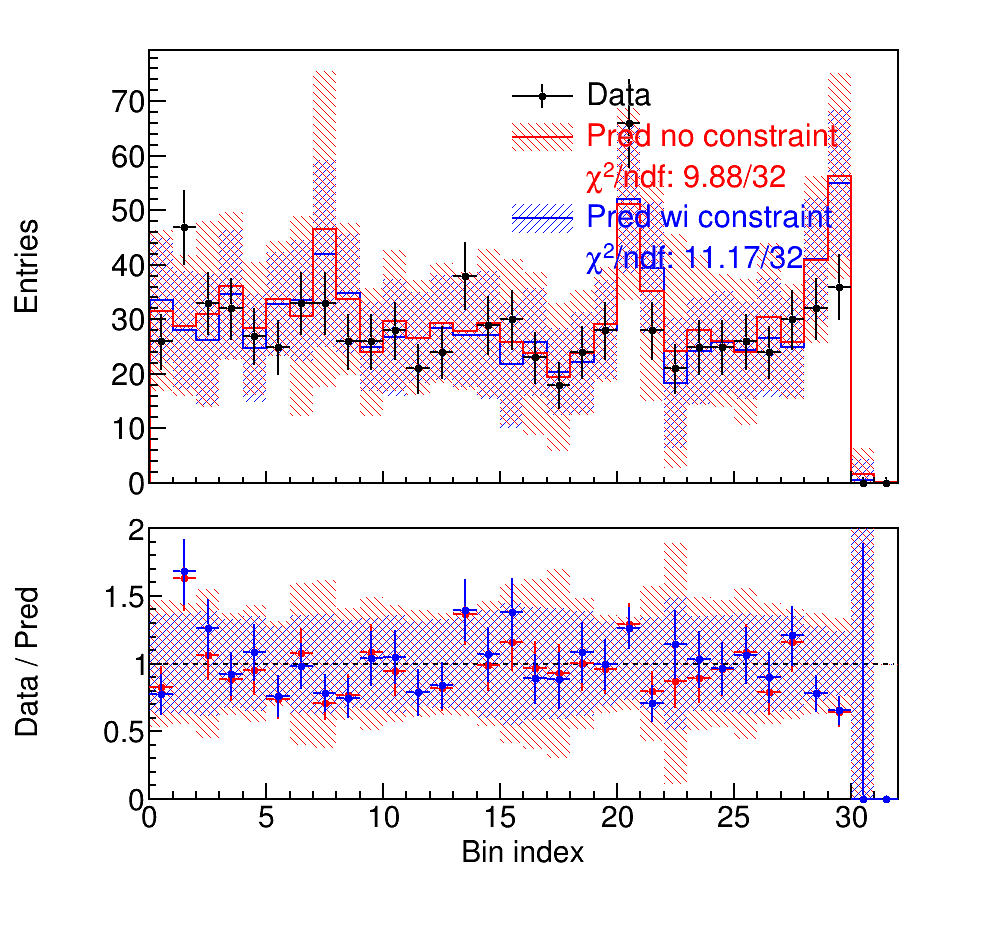 Entries
70
60
50
40
30
20
10
0
Data
Pred no constraint
χ²/ndf: 9.88/32
Pred wi constraint
χ²/ndf: 11.17/32
Data / Pred
2
1.5
1
0.5
0
0 5 10 15 20 25 30
Bin index